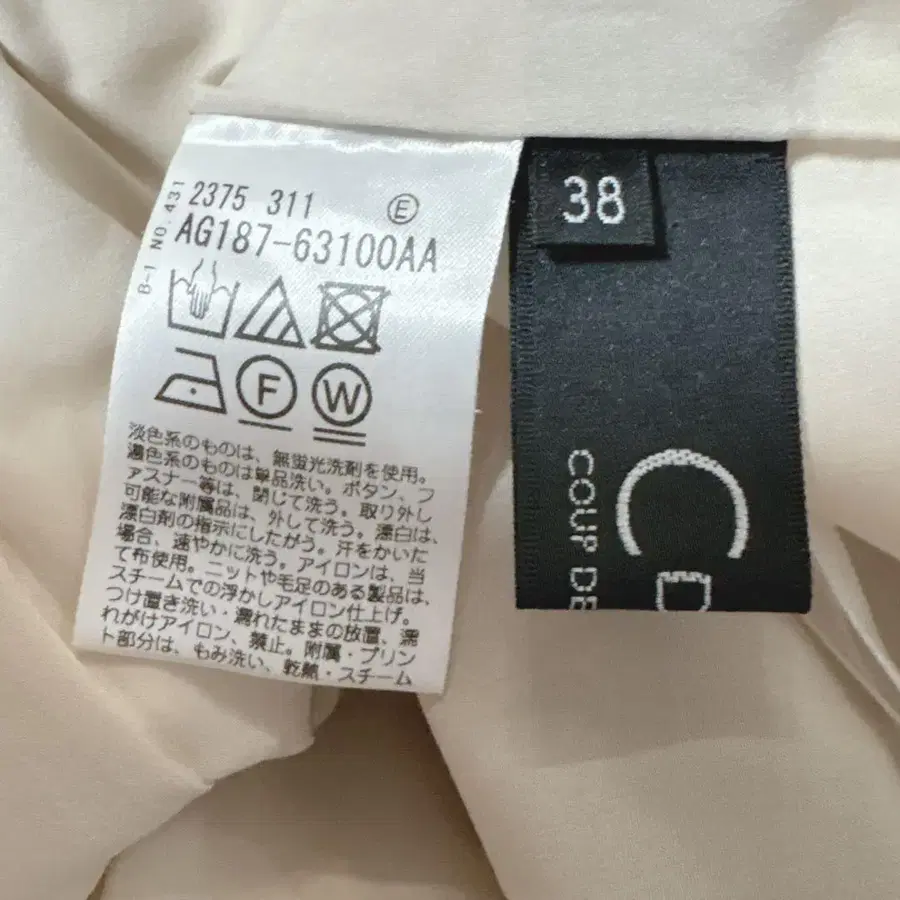 B-1 NO. 431
2375 311 E
AG187-63100AA
F W
淡色系のものは、無蛍光洗剤を使用。
濃色系のものは単品洗い。ボタン、フ
ァスナー等は、閉じて洗う。取り外し
可能な附属品は、外して洗う。漂白は、
漂白剤の指示にしたがう。汗をかいた
場合、速やかに洗う。アイロンは、当
て布使用。ニットや毛足のある製品は、
スチームでの浮かしアイロン仕上げ。
つけ置き洗い・濡れたままの放置、濡
れがけアイロン、禁止。附属・プリン
ト部分は、もみ洗い、乾熱・スチーム
38
C D
COUP DE